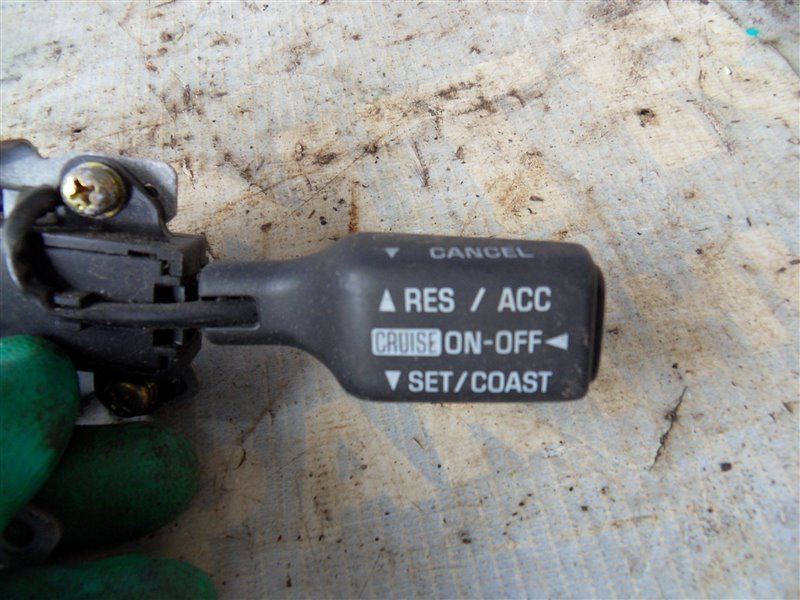 ▼ CANCEL
▲ RES / ACC
CRUISE ON-OFF ◄
▼ SET/COAST